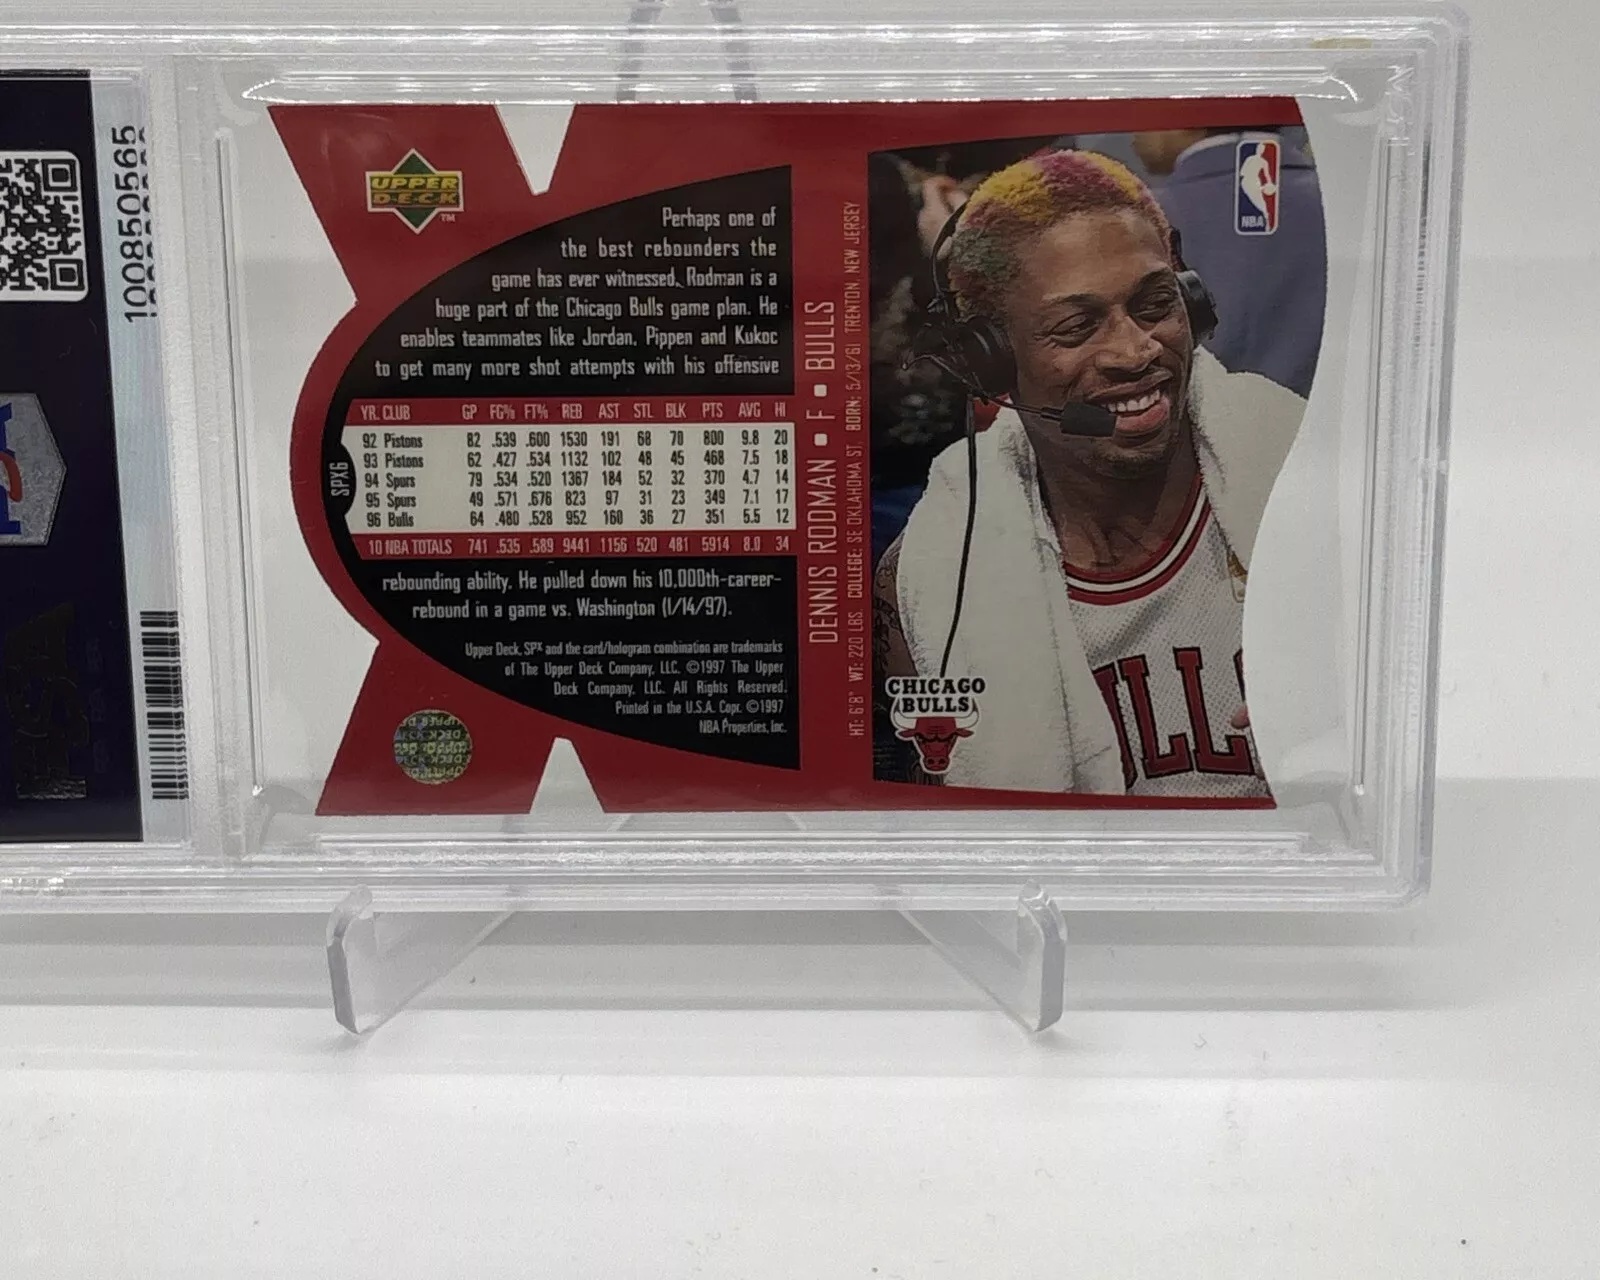 100850565
UPPER
DECK
TM
Perhaps one of
the best rebounders the
game has ever witnessed, Rodman is a
huge part of the Chicago Bulls game plan. He
enables teammates like Jordan, Pippen and Kukoc
to get many more shot attempts with his offensive
SPX6
YR. CLUB GP FG% FT% REB AST STL BLK PTS AVG HI
92 Pistons 82 .539 .600 1530 191 68 70 800 9.8 20
93 Pistons 62 .427 .534 1132 102 48 45 468 7.5 18
94 Spurs 79 .534 .520 1367 184 52 32 370 4.7 14
95 Spurs 49 .571 .676 823 97 31 23 349 7.1 17
96 Bulls 64 .480 .528 952 160 36 27 351 5.5 12
10 NBA TOTALS 741 .535 .589 9441 1156 520 481 5914 8.0 34
rebounding ability. He pulled down his 10,000th-career-
rebound in a game vs. Washington (1/14/97).
Upper Deck, SPx and the card/hologram combination are trademarks
of The Upper Deck Company, LLC. ©1997 The Upper
Deck Company, LLC. All Rights Reserved.
Printed in the U.S.A. Copr. ©1997
NBA Properties, Inc.
DENNIS RODMAN • F • BULLS
HT: 6'8" WT: 220 LBS. COLLEGE: SE OKLAHOMA ST. BORN: 5/13/61 TRENTON, NEW JERSEY
NBA
CHICAGO
BULLS
ULLS